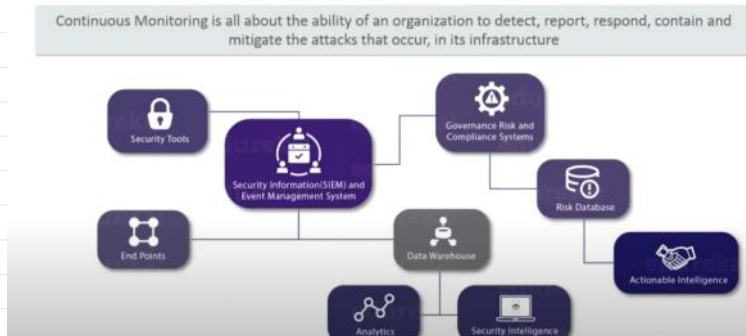 Continuous Monitoring is all about the ability of an organization to detect, report, respond, contain and
mitigate the attacks that occur, in its infrastructure
Security Tools
Governance Risk and
Compliance Systems
Security Information(SIEM) and
Event Management System
Risk Database
End Points
Data Warehouse
Actionable Intelligence
Analytics
Security Intelligence